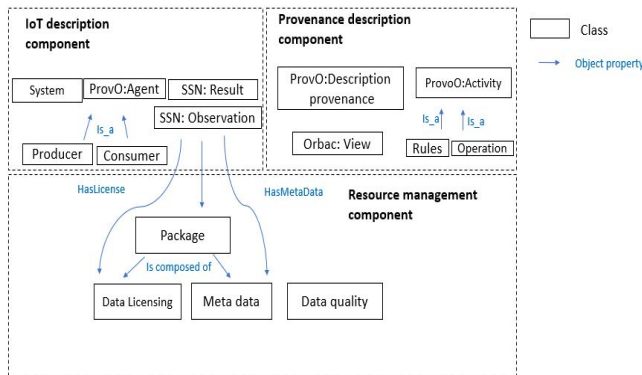 IoT description
component
Provenance description
component
Class
Object property
System
ProvO:Agent
SSN: Result
SSN: Observation
Is_a
Producer
Consumer
ProvO:Description
provenance
ProvoO:Activity
Is_a
Is_a
Orbac: View
Rules
Operation
HasLicense
HasMetaData
Resource management
component
Package
Is composed of
Data Licensing
Meta data
Data quality